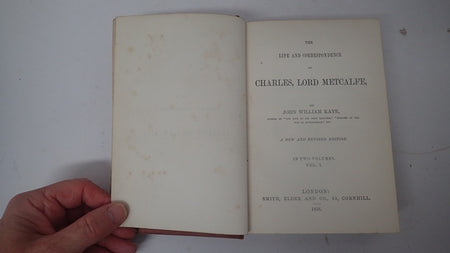 THE
LIFE AND CORRESPONDENCE
OF
CHARLES, LORD METCALFE,
BY
JOHN WILLIAM KAYE,
A NEW AND REVISED EDITION
IN TWO VOLUMES.
VOL. I.
LONDON:
SMITH, ELDER AND CO., 65, CORNHILL.
1858.